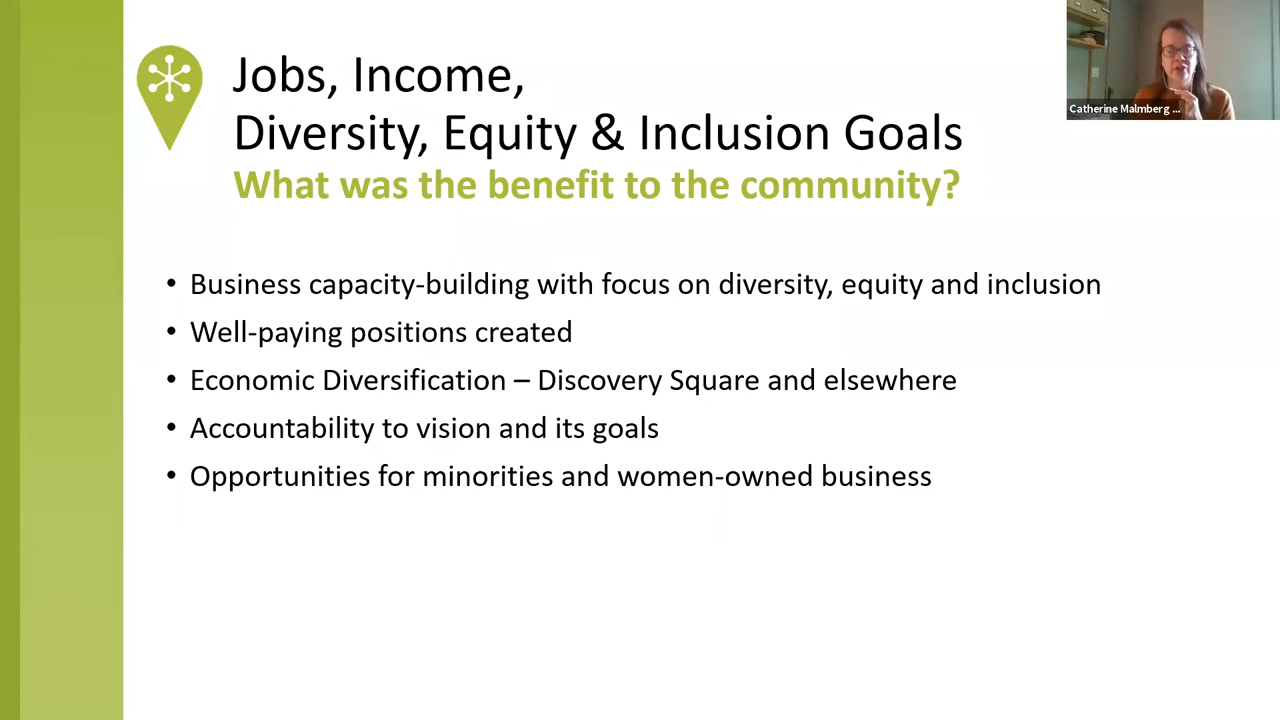 Jobs, Income,
Diversity, Equity & Inclusion Goals
What was the benefit to the community?
Catherine Malmberg ...
• Business capacity-building with focus on diversity, equity and inclusion
• Well-paying positions created
• Economic Diversification – Discovery Square and elsewhere
• Accountability to vision and its goals
• Opportunities for minorities and women-owned business